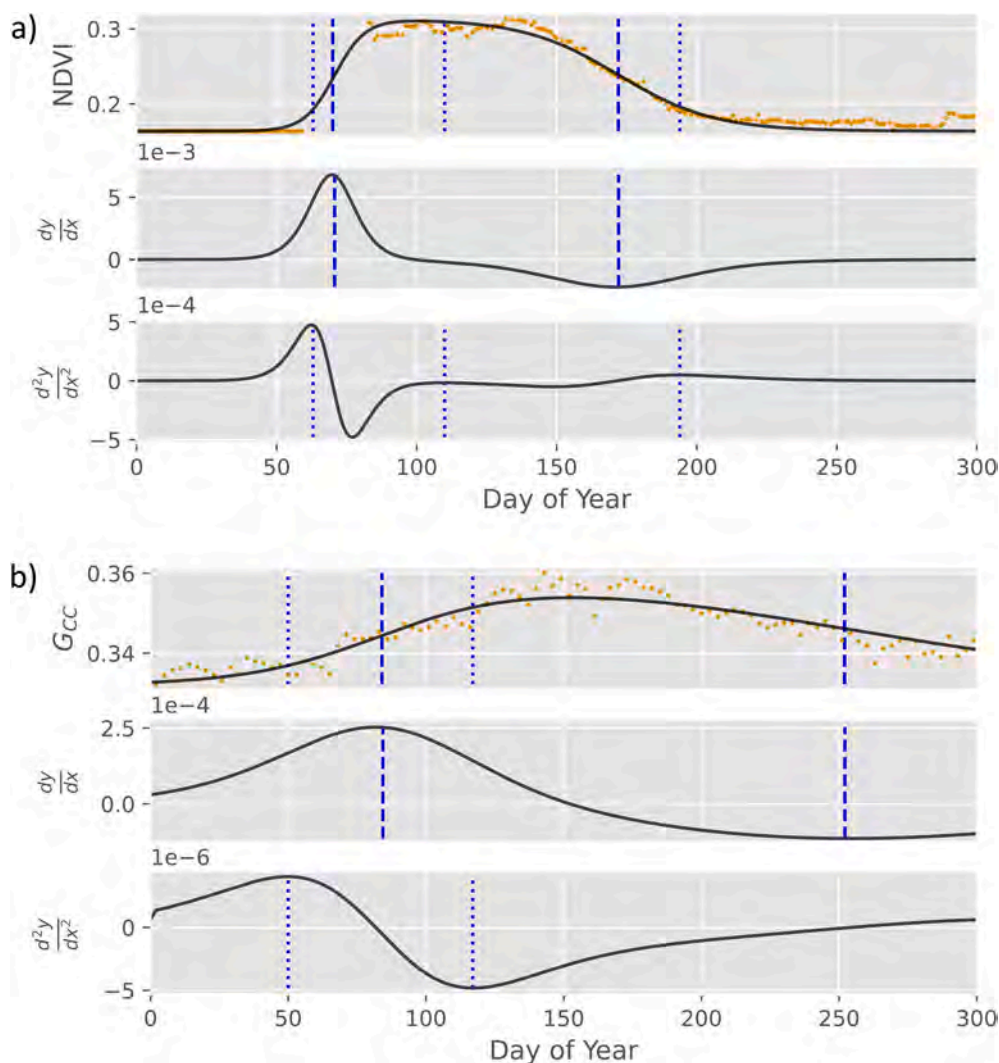 a)
NDVI
0.3
0.2
1e−3
dy/dx
5
0
1e−4
d²y/dx²
5
0
−5
0 50 100 150 200 250 300
Day of Year
b)
G_CC
0.36
0.34
1e−4
dy/dx
2.5
0.0
1e−6
d²y/dx²
0
−5
0 50 100 150 200 250 300
Day of Year